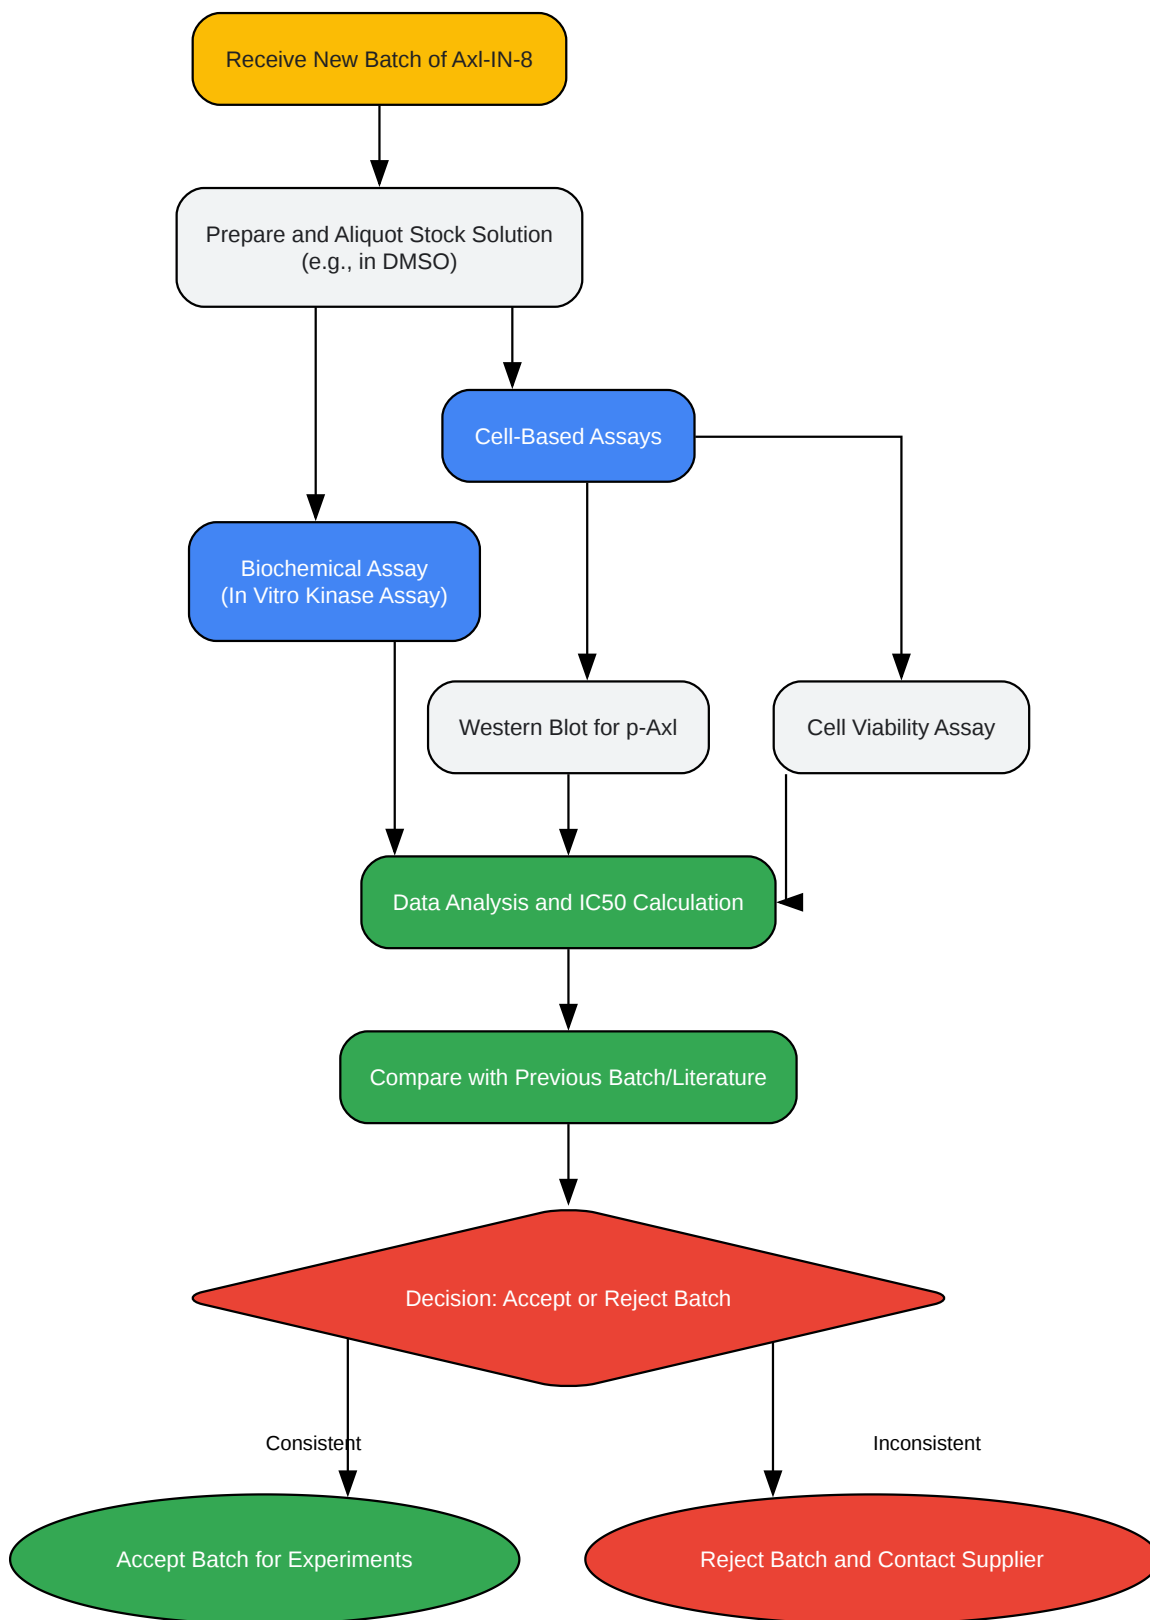 Receive New Batch of Axl-IN-8
Prepare and Aliquot Stock Solution
(e.g., in DMSO)
Cell-Based Assays
Biochemical Assay
(In Vitro Kinase Assay)
Western Blot for p-Axl
Cell Viability Assay
Data Analysis and IC50 Calculation
Compare with Previous Batch/Literature
Decision: Accept or Reject Batch
Consistent
Inconsistent
Accept Batch for Experiments
Reject Batch and Contact Supplier